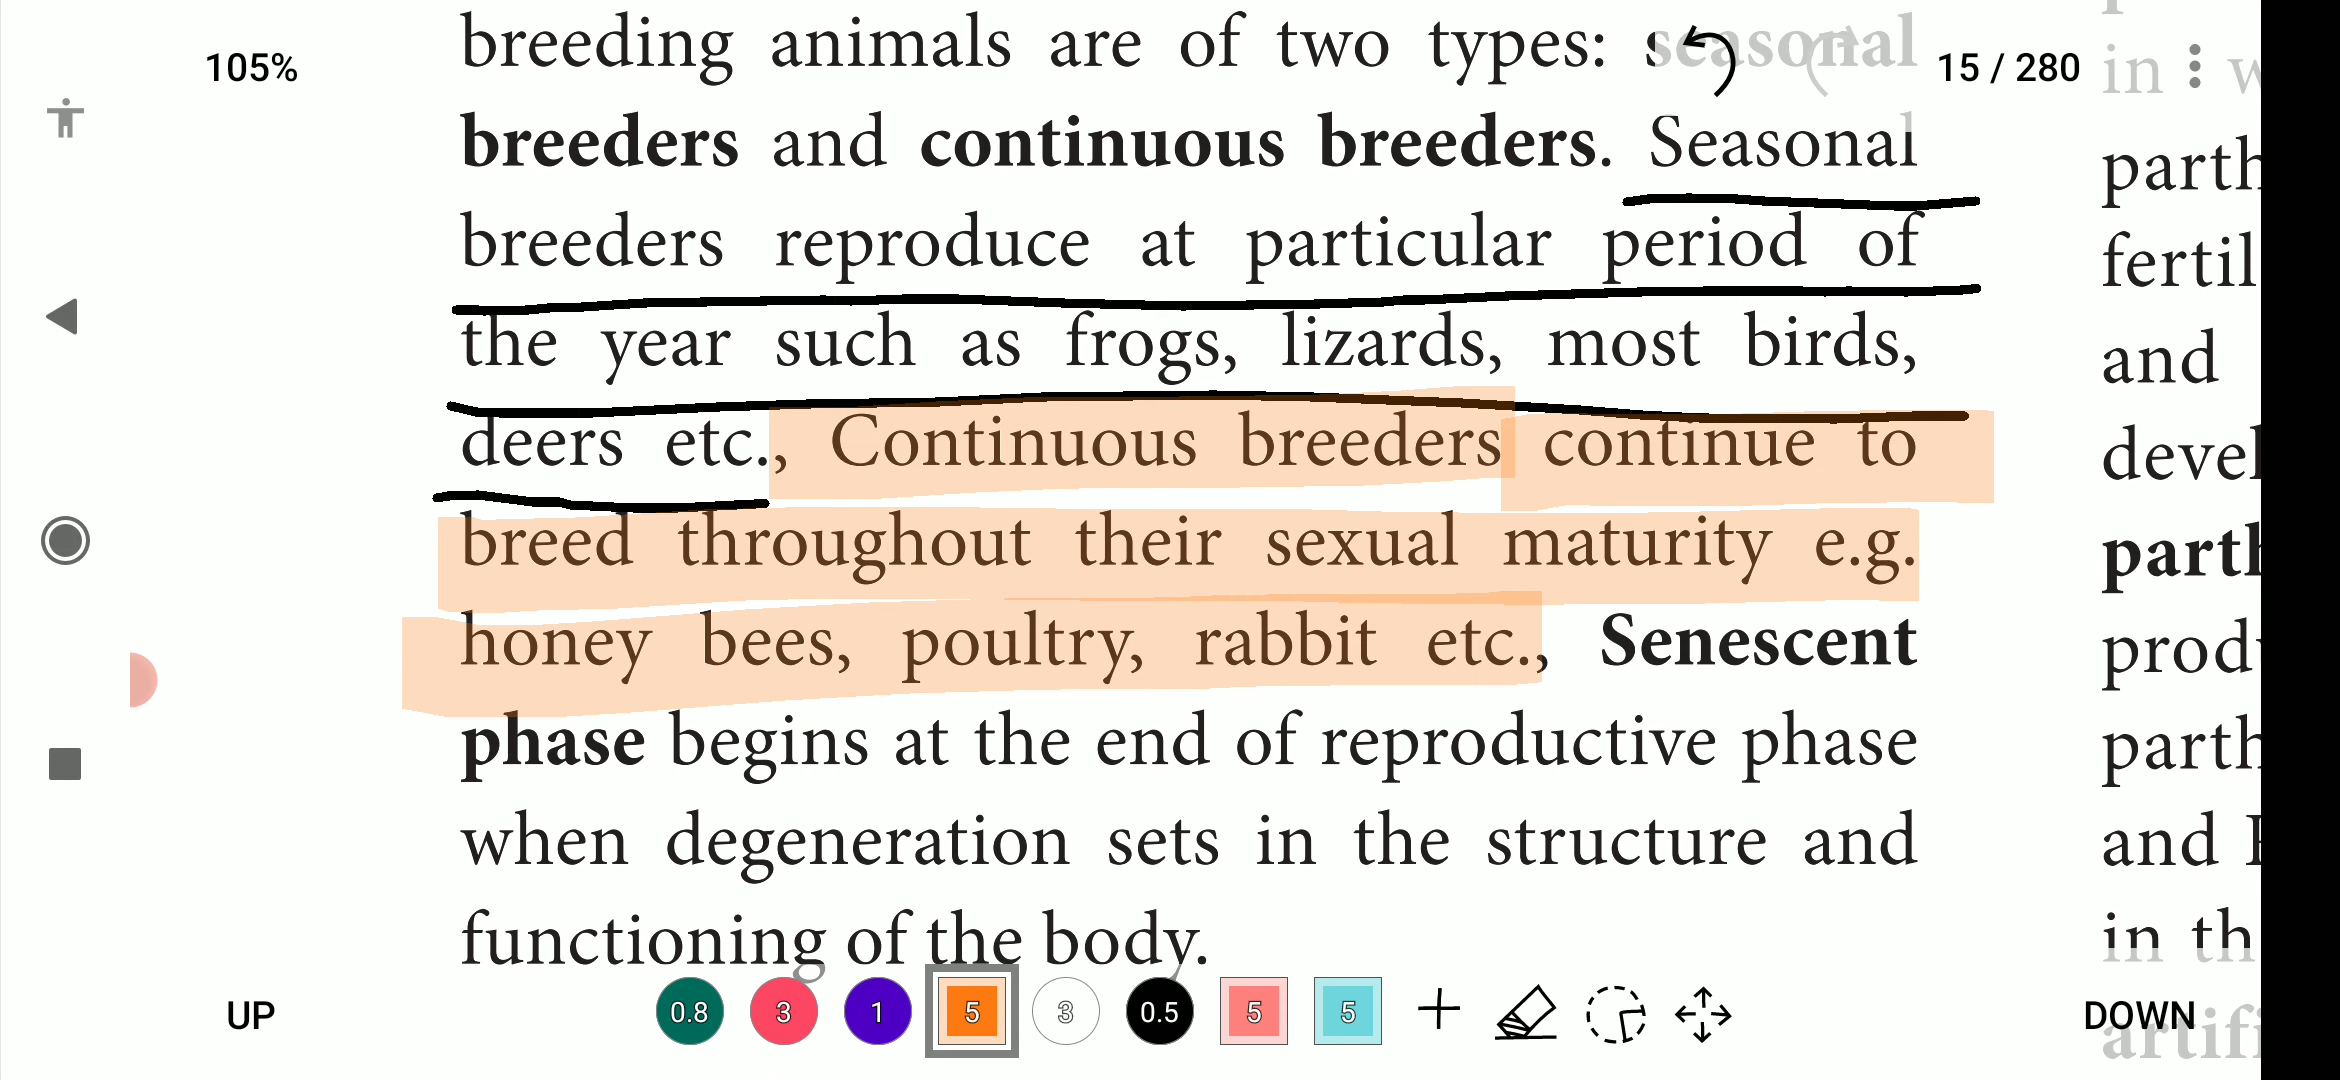 105%
15 / 280
breeding animals are of two types: seasonal
breeders and continuous breeders. Seasonal
breeders reproduce at particular period of
the year such as frogs, lizards, most birds,
deers etc., Continuous breeders continue to
breed throughout their sexual maturity e.g.
honey bees, poultry, rabbit etc., Senescent
phase begins at the end of reproductive phase
when degeneration sets in the structure and
functioning of the body.
in
and
in
UP
0.8 3 1 5 3 0.5 5 5
DOWN